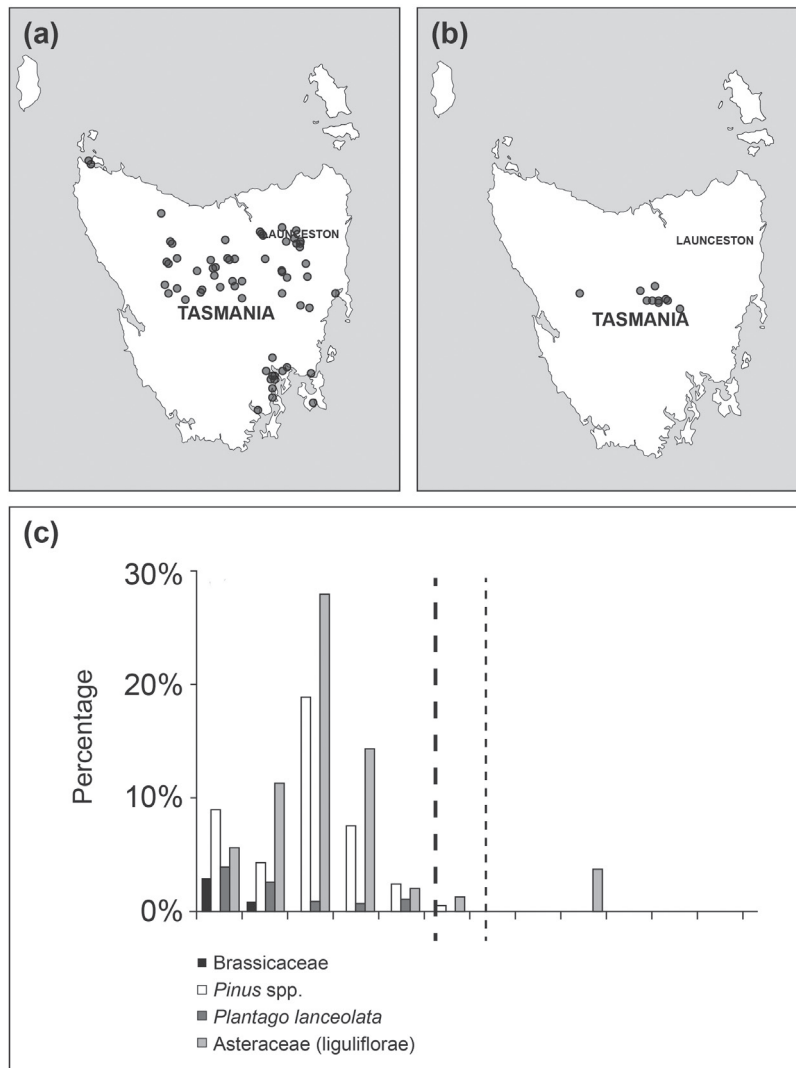 (a)
LAUNCESTON
TASMANIA
(b)
LAUNCESTON
TASMANIA
(c)
Percentage
30%
20%
10%
0%
Brassicaceae
Pinus spp.
Plantago lanceolata
Asteraceae (liguliflorae)